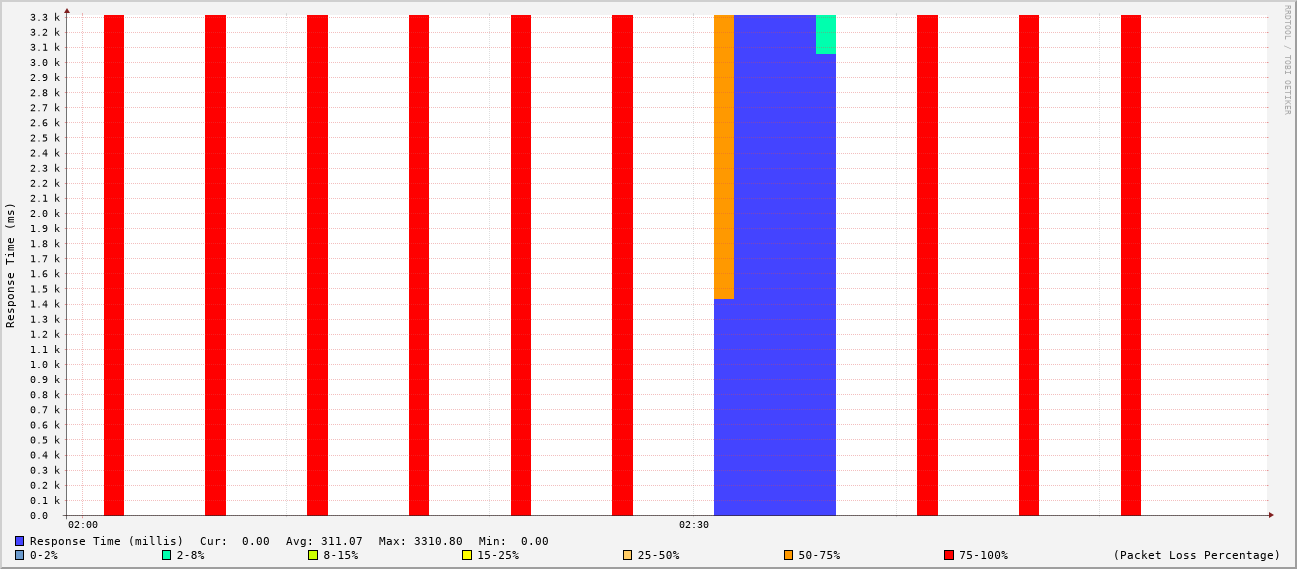 RRDTOOL / TOBI OETIKER
Response Time (ms)
3.3 k
3.2 k
3.1 k
3.0 k
2.9 k
2.8 k
2.7 k
2.6 k
2.5 k
2.4 k
2.3 k
2.2 k
2.1 k
2.0 k
1.9 k
1.8 k
1.7 k
1.6 k
1.5 k
1.4 k
1.3 k
1.2 k
1.1 k
1.0 k
0.9 k
0.8 k
0.7 k
0.6 k
0.5 k
0.4 k
0.3 k
0.2 k
0.1 k
0.0
02:00 02:30
Response Time (millis) Cur: 0.00 Avg: 311.07 Max: 3310.80 Min: 0.00
0-2% 2-8% 8-15% 15-25% 25-50% 50-75% 75-100% (Packet Loss Percentage)